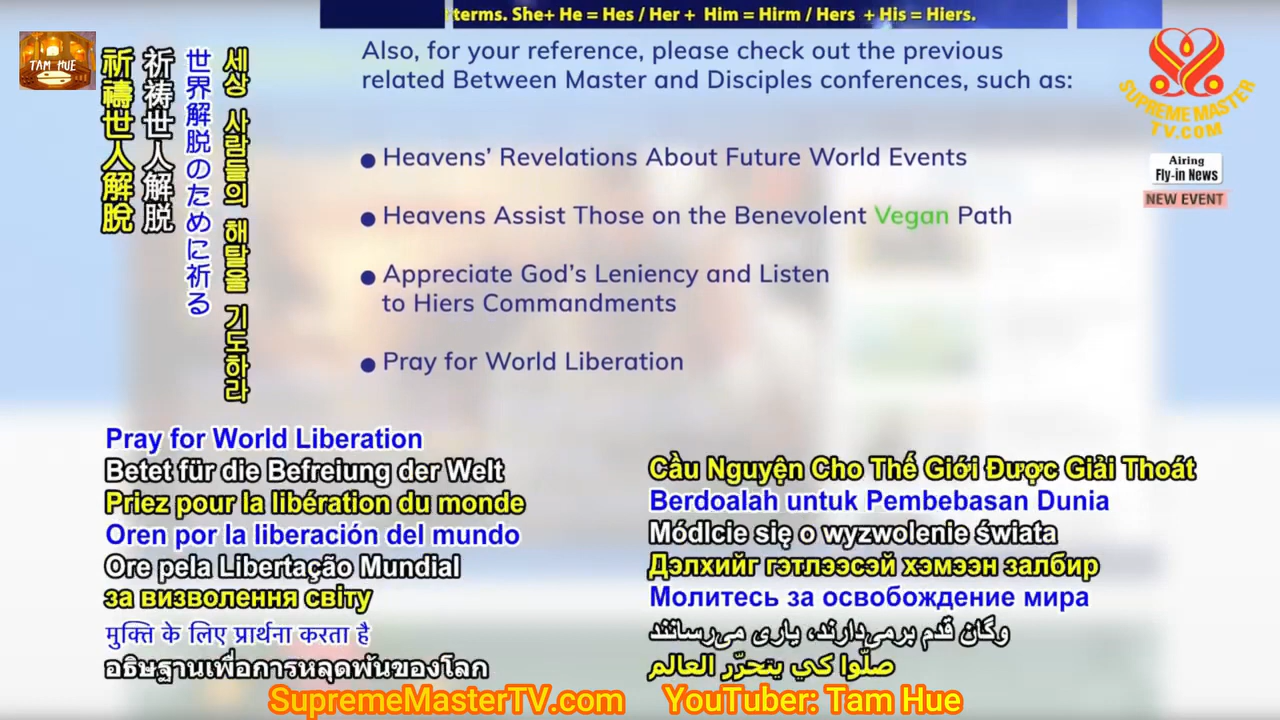 terms. She+ He = Hes / Her + Him = Hirm / Hers + His = Hiers.
TAM HUE
Also, for your reference, please check out the previous
related Between Master and Disciples conferences, such as:
SUPREME MASTER
TV.COM
Airing
Fly-in News
NEW EVENT
● Heavens’ Revelations About Future World Events
● Heavens Assist Those on the Benevolent Vegan Path
● Appreciate God’s Leniency and Listen
to Hiers Commandments
● Pray for World Liberation
세상 사람들의 해탈을 기도하라
世界解脱のために祈る
祈祷世人解脱
祈禱世人解脫
Pray for World Liberation
Betet für die Befreiung der Welt
Priez pour la libération du monde
Oren por la liberación del mundo
Ore pela Libertação Mundial
за визволення світу
मुक्ति के लिए प्रार्थना करता है
อธิษฐานเพื่อการหลุดพ้นของโลก
Cầu Nguyện Cho Thế Giới Được Giải Thoát
Berdoalah untuk Pembebasan Dunia
Módlcie się o wyzwolenie świata
Дэлхийг гэтлээсэй хэмээн залбир
Молитесь за освобождение мира
وگان قدم برمی‌دارند، یاری می‌رسانند
صلّوا كي يتحرّر العالم
SupremeMasterTV.com YouTuber: Tam Hue